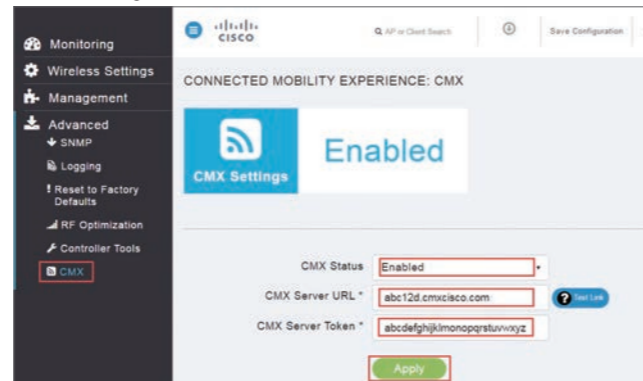 CISCO
AP or Client Search
Save Configuration
Monitoring
Wireless Settings
Management
Advanced
SNMP
Logging
Reset to Factory
Defaults
RF Optimization
Controller Tools
CMX
CONNECTED MOBILITY EXPERIENCE: CMX
CMX Settings
Enabled
CMX Status
Enabled
CMX Server URL *
abc12d.cmxcisco.com
Test Link
CMX Server Token *
abcdefghijklmonopqrstuvwxyz
Apply